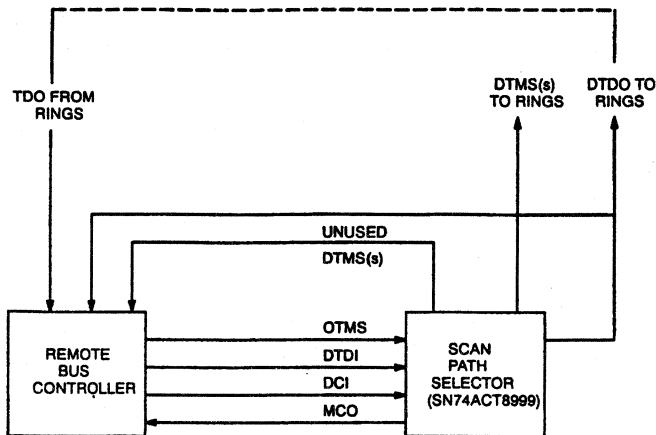 TDO FROM
RINGS
DTMS(s)
TO RINGS
DTDO TO
RINGS
UNUSED
DTMS(s)
OTMS
DTDI
DCI
MCO
REMOTE
BUS
CONTROLLER
SCAN
PATH
SELECTOR
(SN74ACT8999)